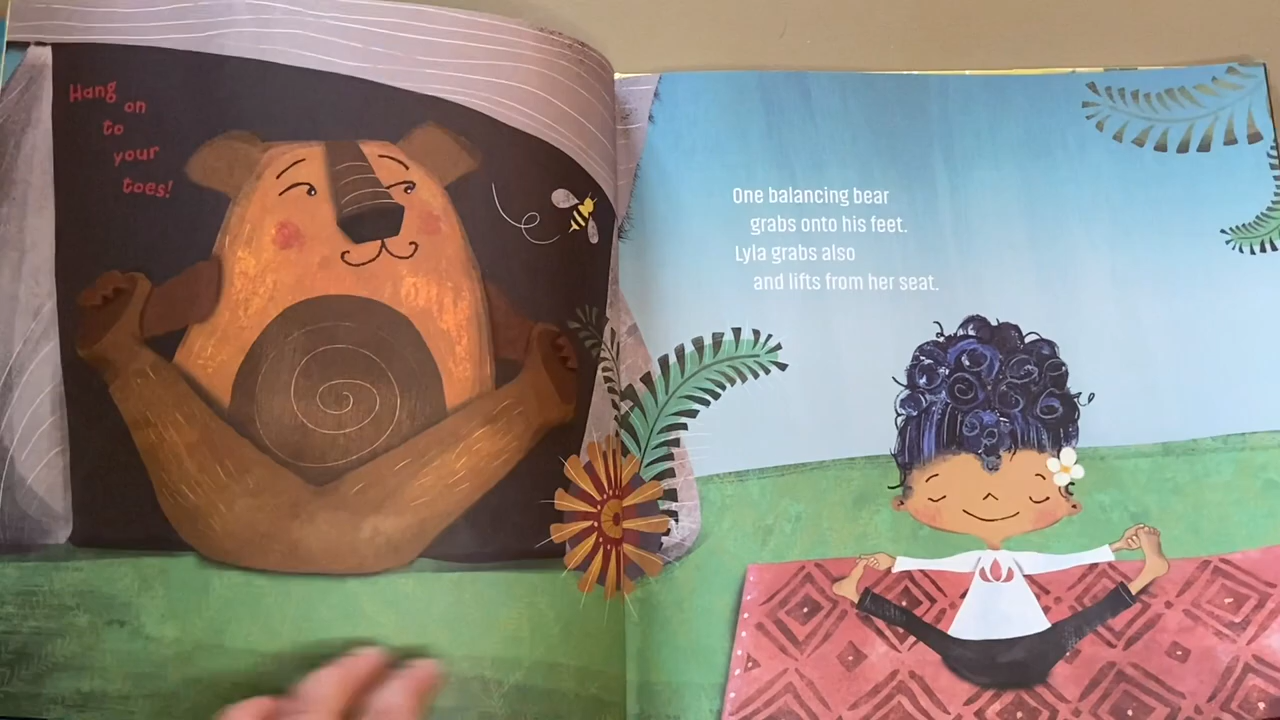 Hang
on
to
your
toes!
One balancing bear
grabs onto his feet.
Lyla grabs also
and lifts from her seat.